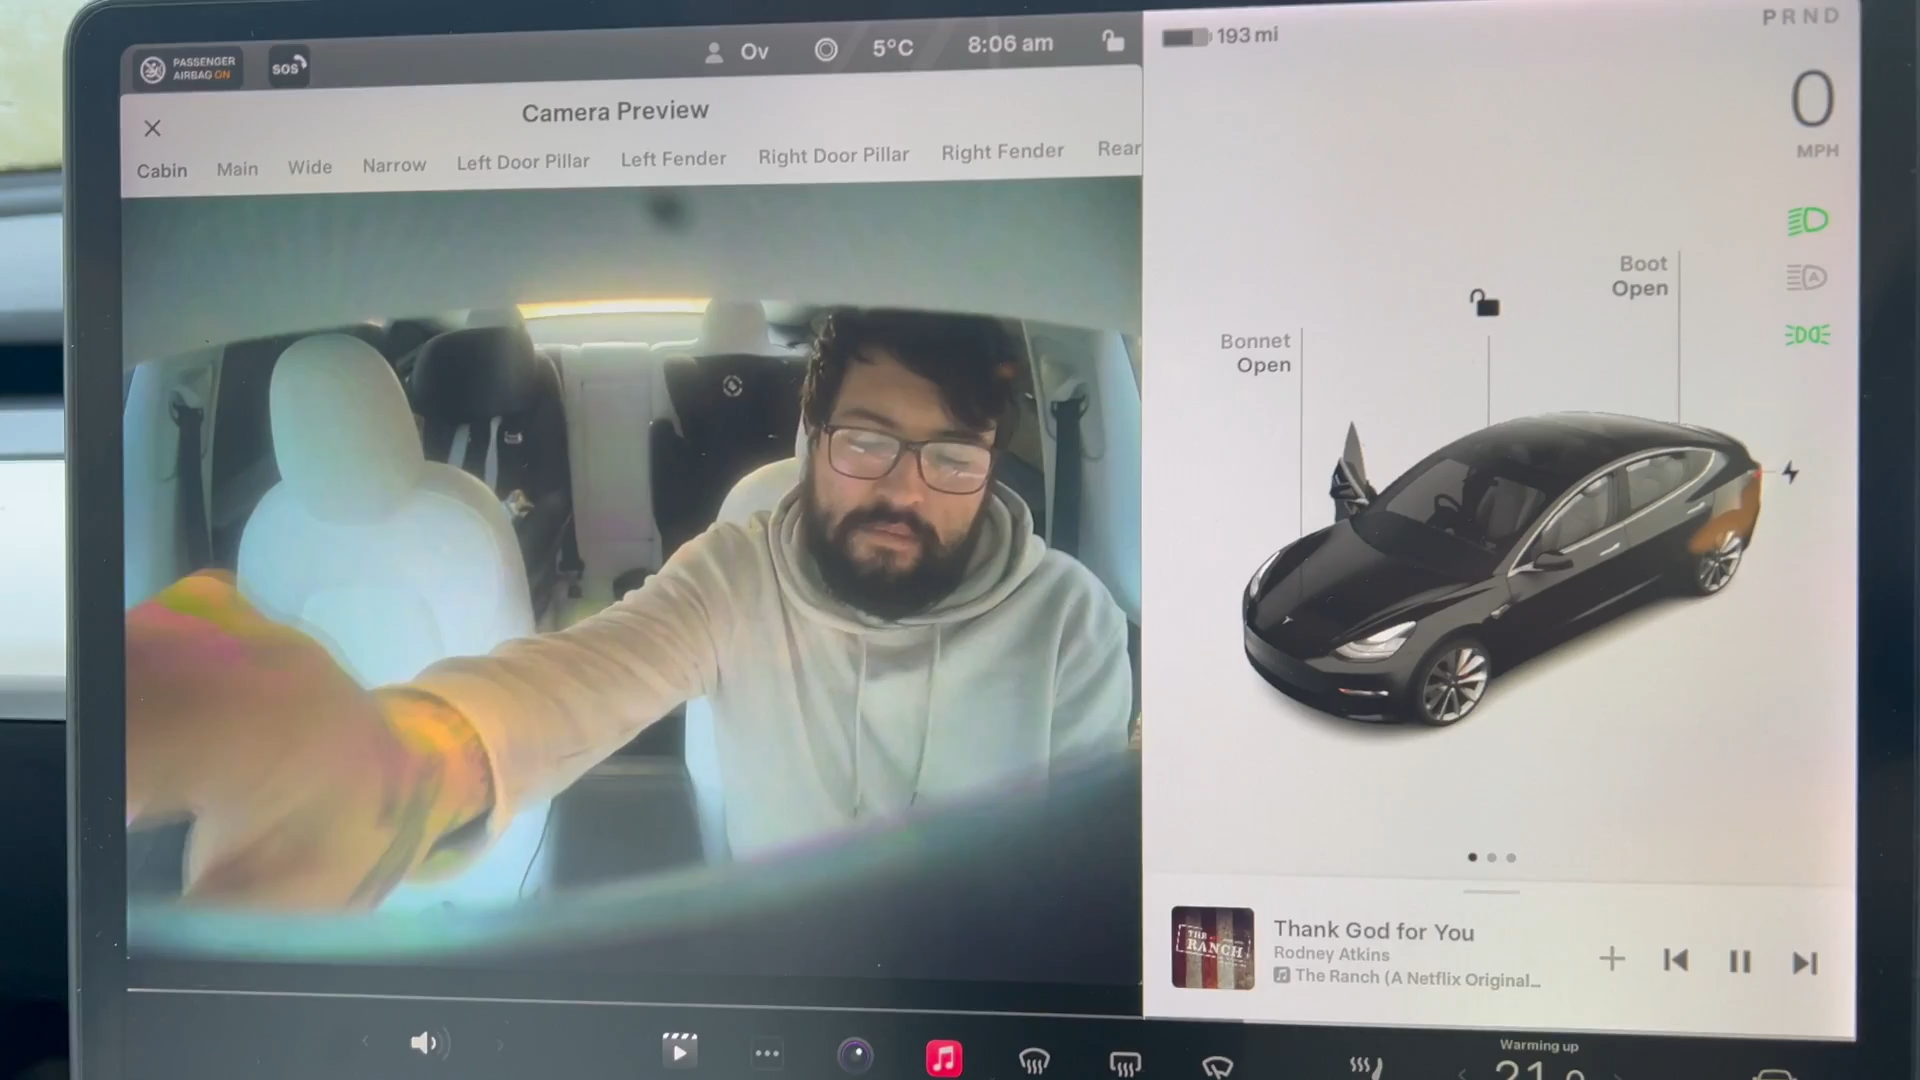 PASSENGER
AIRBAG ON
SOS
Ov
5°C
8:06 am
193 mi
P R N D
0
MPH
Camera Preview
Cabin
Main
Wide
Narrow
Left Door Pillar
Left Fender
Right Door Pillar
Right Fender
Rear
Boot
Open
Bonnet
Open
THE
RANCH
Thank God for You
Rodney Atkins
The Ranch (A Netflix Original...
Warming up